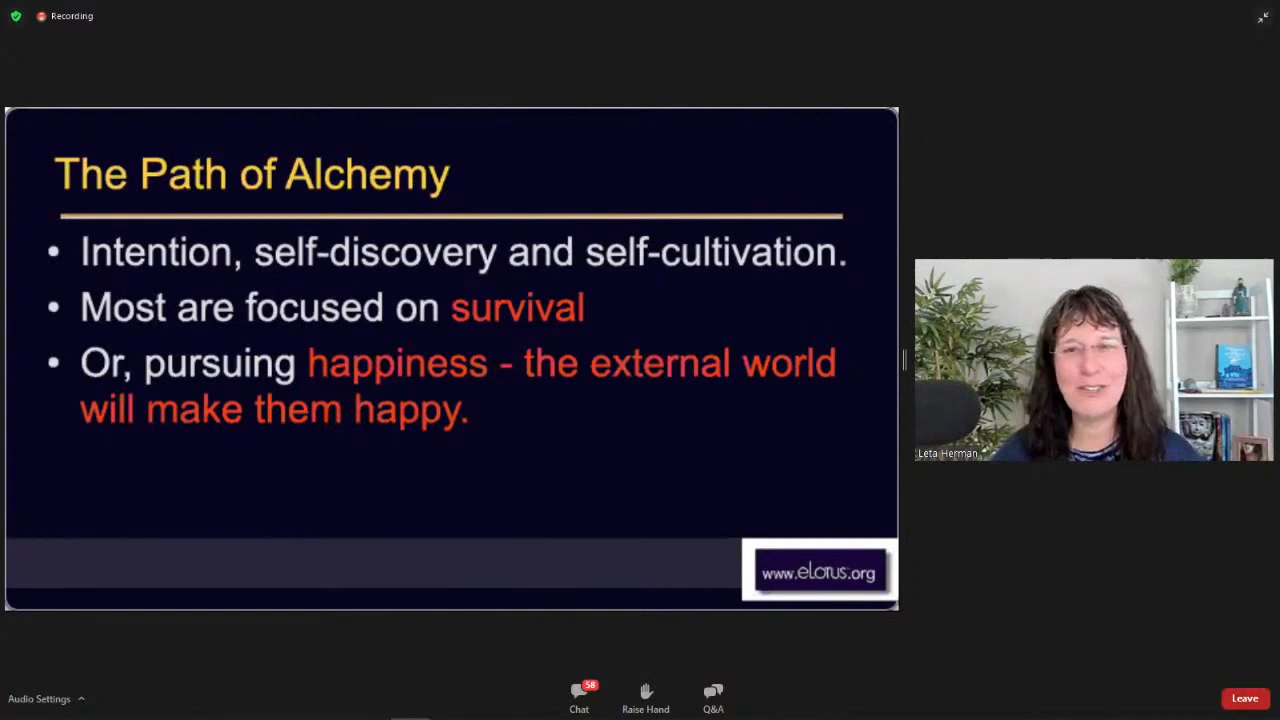 Recording
The Path of Alchemy
• Intention, self-discovery and self-cultivation.
• Most are focused on survival
• Or, pursuing happiness - the external world
will make them happy.
www.eLotus.org
Leta Herman
Audio Settings
58
Chat
Raise Hand
Q&A
Leave